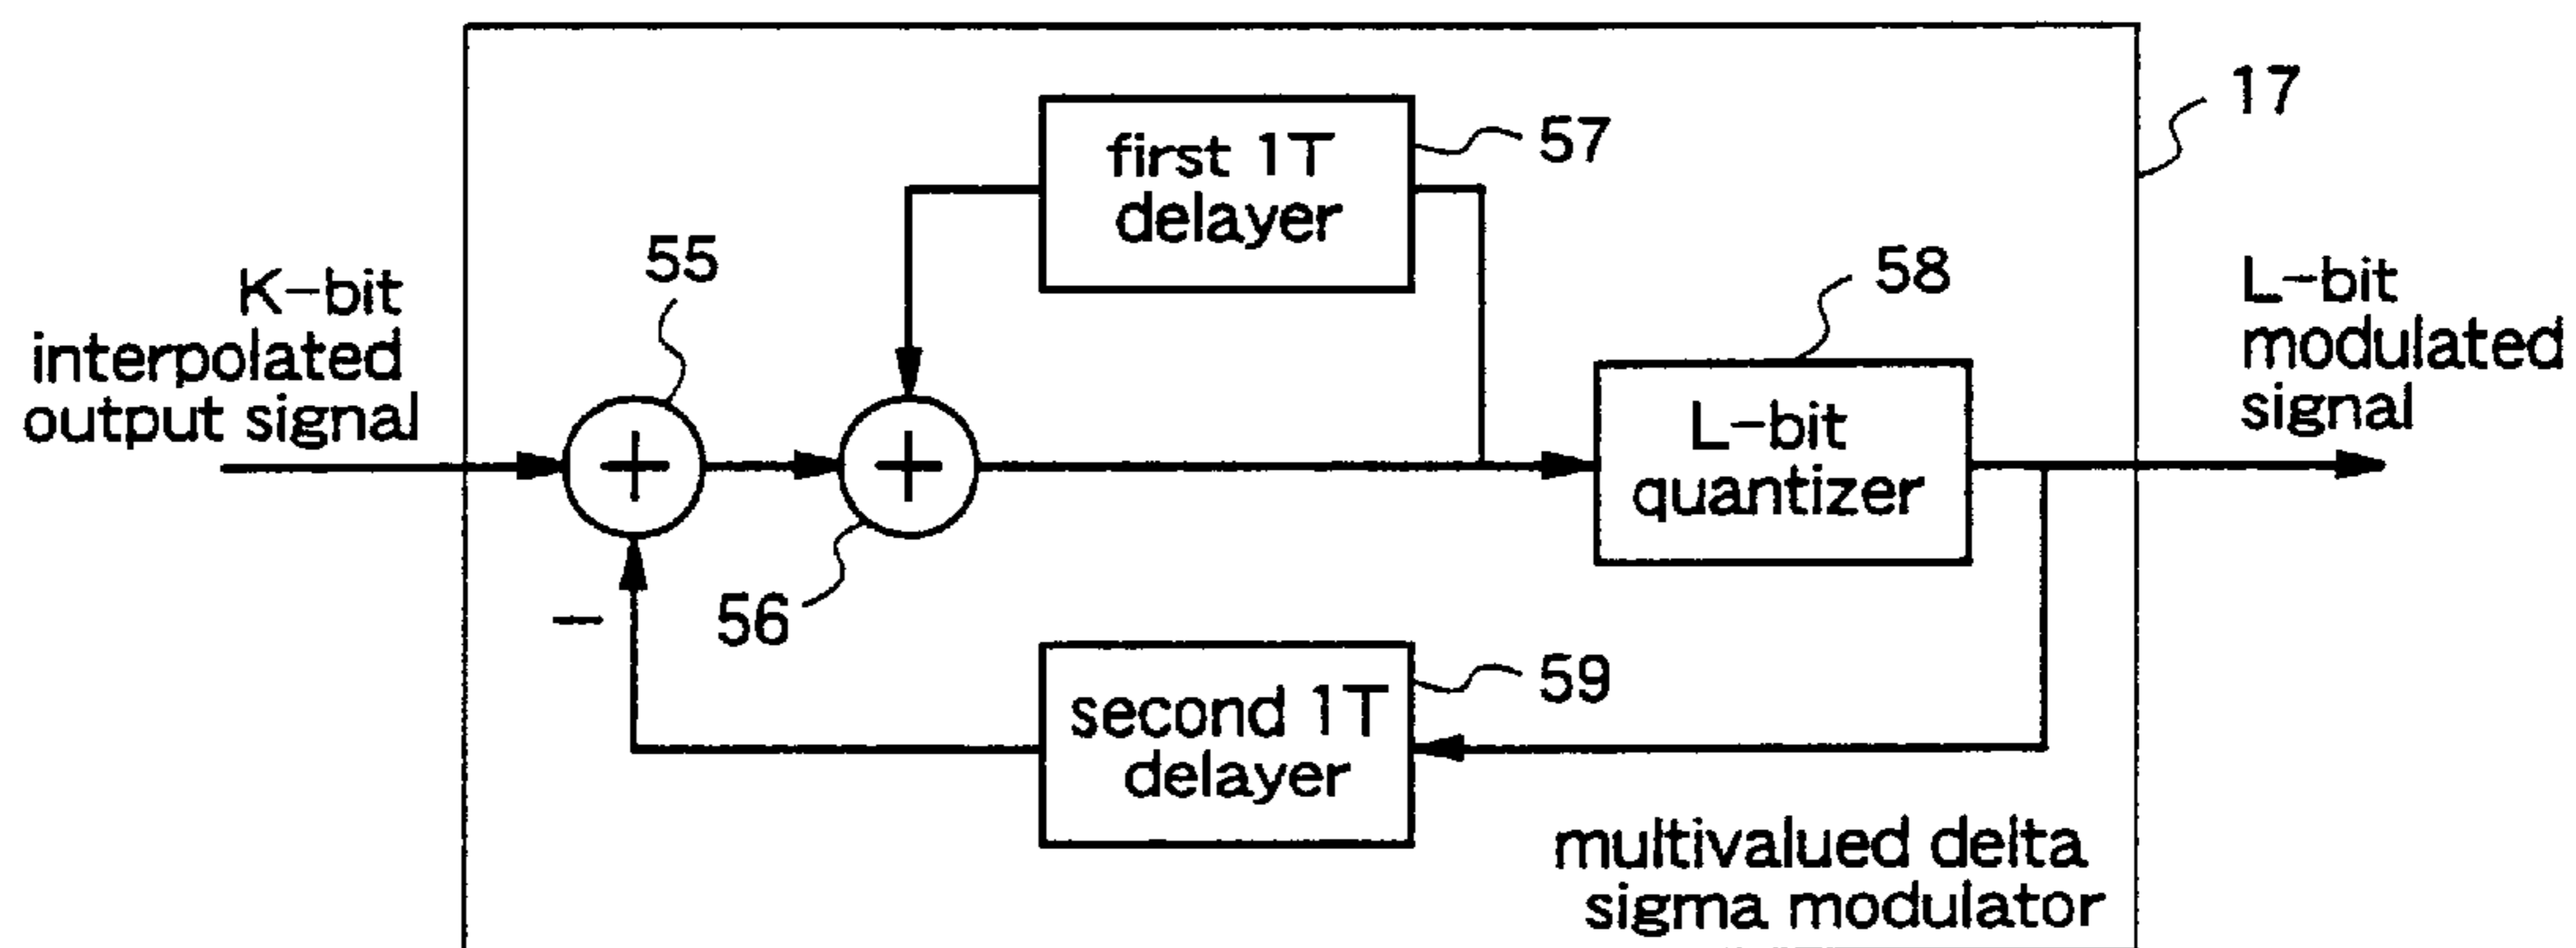 17
first 1T
delayer
57
55
K-bit
interpolated
output signal
58
L-bit
modulated
signal
+
+
L-bit
quantizer
−
56
second 1T
delayer
59
multivalued delta
sigma modulator